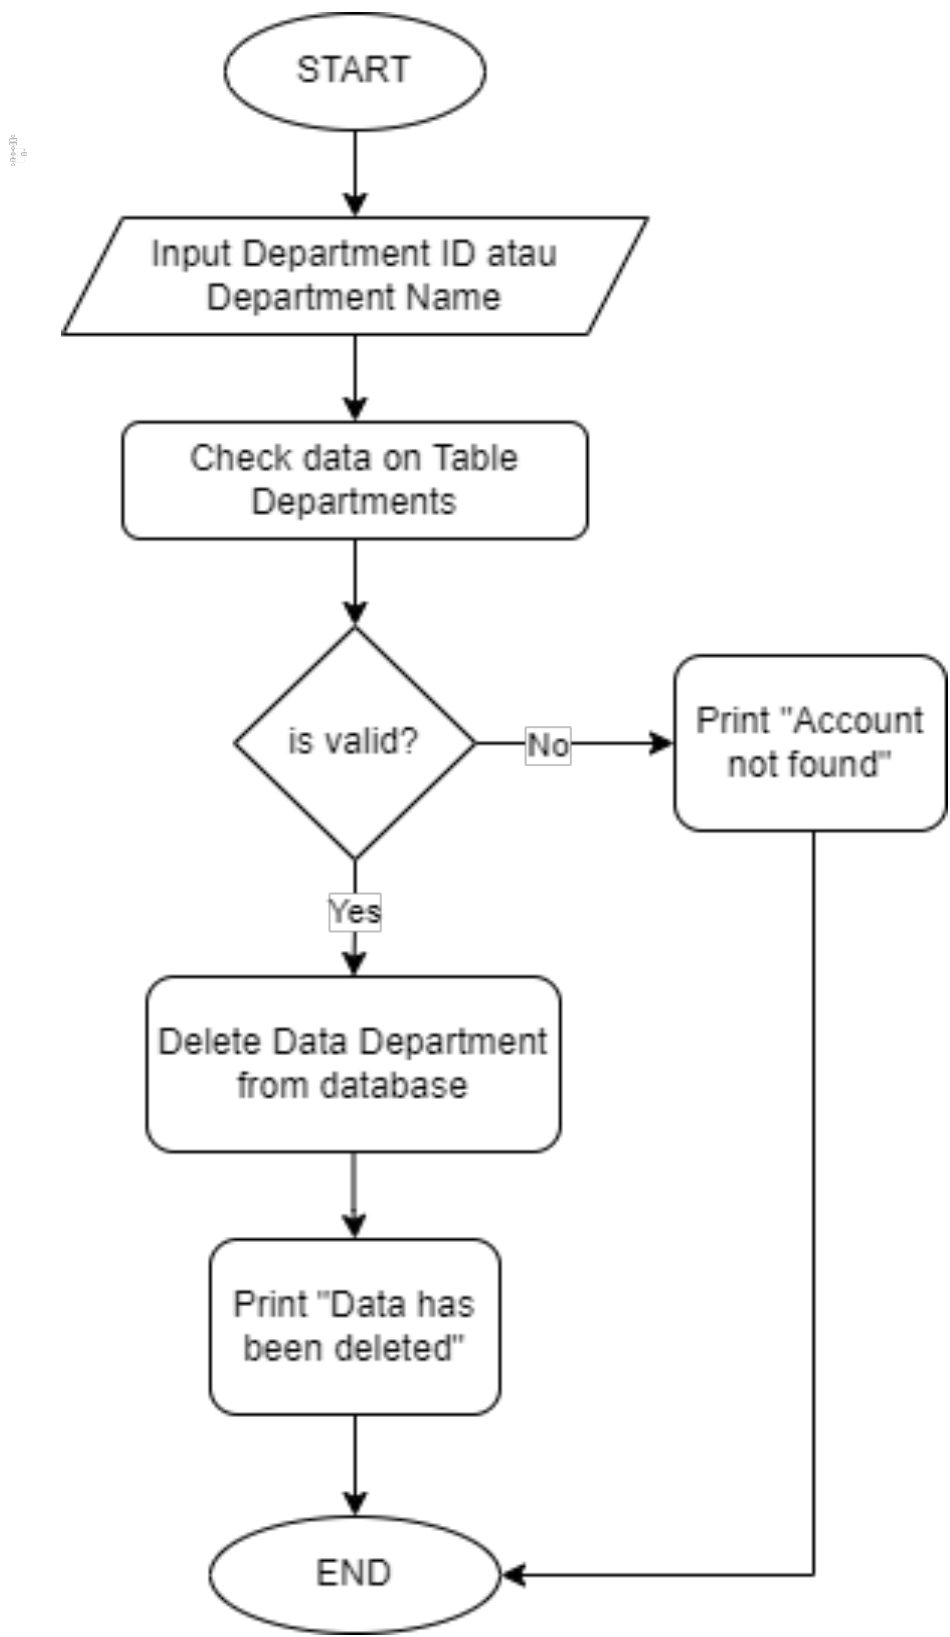 START
Input Department ID atau
Department Name
Check data on Table
Departments
is valid?
No
Print "Account
not found"
Yes
Delete Data Department
from database
Print "Data has
been deleted"
END